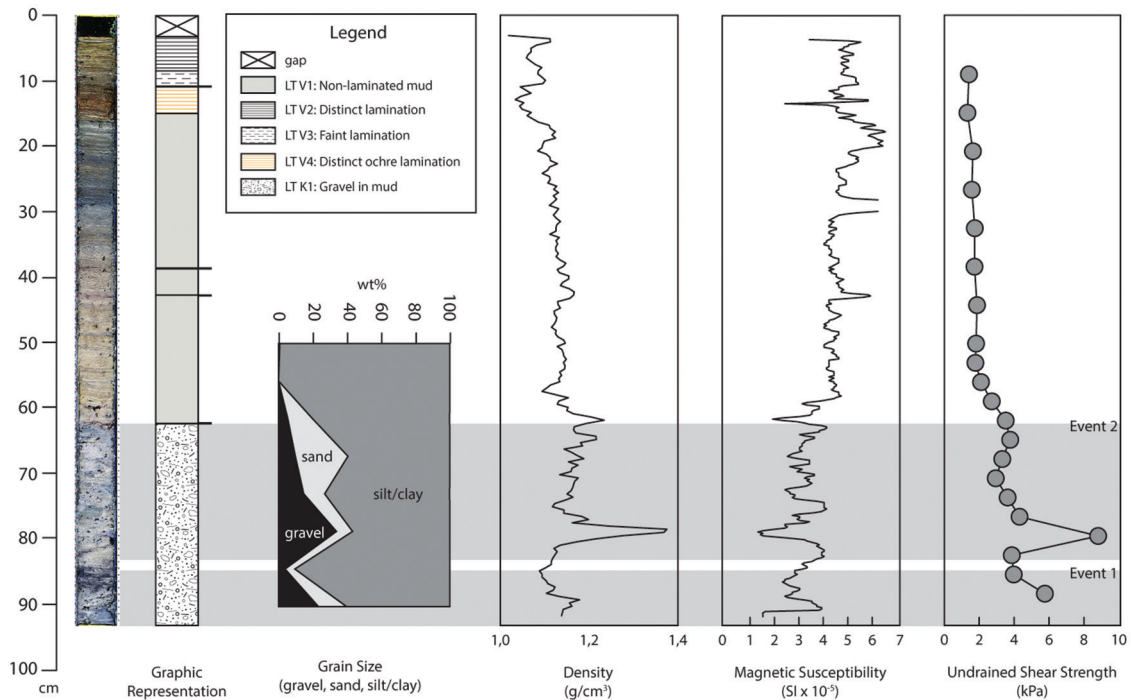 0
10
20
30
40
50
60
70
80
90
100
cm
Legend
gap
LT V1: Non-laminated mud
LT V2: Distinct lamination
LT V3: Faint lamination
LT V4: Distinct ochre lamination
LT K1: Gravel in mud
wt%
0 20 40 60 80 100
sand
silt/clay
gravel
Event 2
Event 1
1,0 1,2 1,4
0 1 2 3 4 5 6 7
0 2 4 6 8 10
Graphic
Representation
Grain Size
(gravel, sand, silt/clay)
Density
(g/cm³)
Magnetic Susceptibility
(SI x 10⁻⁵)
Undrained Shear Strength
(kPa)